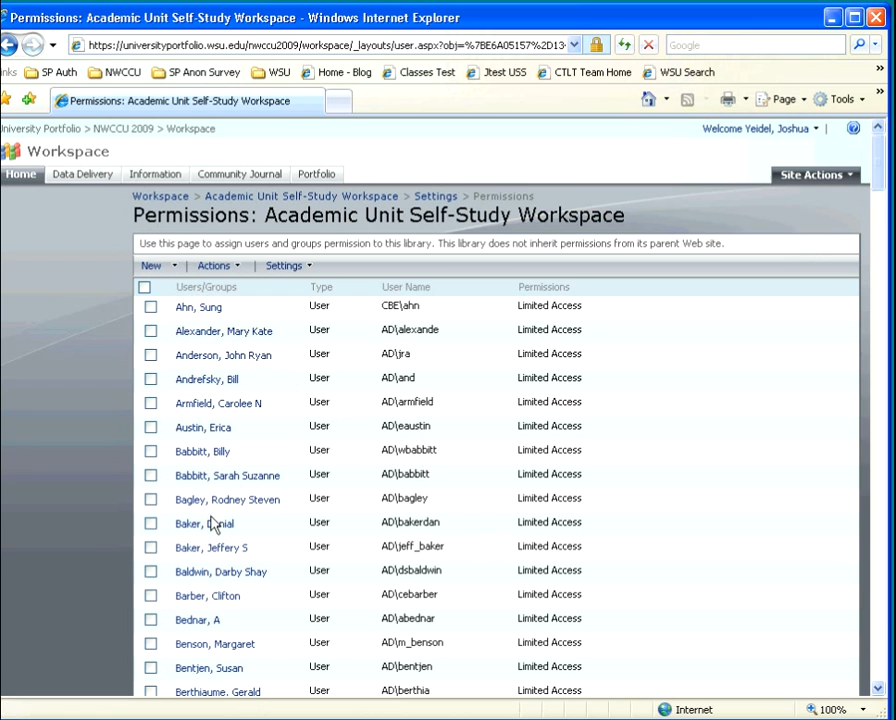 Permissions: Academic Unit Self-Study Workspace - Windows Internet Explorer
https://universityportfolio.wsu.edu/nwccu2009/workspace/_layouts/user.aspx?obj=%7BE6A05157%2D13
Google
nks SP Auth NWCCU SP Anon Survey WSU Home - Blog Classes Test Jtest USS CTLT Team Home WSU Search »
Permissions: Academic Unit Self-Study Workspace Page Tools »
niversity Portfolio > NWCCU 2009 > Workspace Welcome Yeidel, Joshua
Workspace
Home Data Delivery Information Community Journal Portfolio Site Actions
Workspace > Academic Unit Self-Study Workspace > Settings > Permissions
Permissions: Academic Unit Self-Study Workspace
Use this page to assign users and groups permission to this library. This library does not inherit permissions from its parent Web site.
New Actions Settings
Users/Groups Type User Name Permissions
Ahn, Sung User CBE\ahn Limited Access
Alexander, Mary Kate User AD\alexande Limited Access
Anderson, John Ryan User AD\jra Limited Access
Andrefsky, Bill User AD\and Limited Access
Armfield, Carolee N User AD\armfield Limited Access
Austin, Erica User AD\eaustin Limited Access
Babbitt, Billy User AD\wbabbitt Limited Access
Babbitt, Sarah Suzanne User AD\babbitt Limited Access
Bagley, Rodney Steven User AD\bagley Limited Access
Baker, User AD\bakerdan Limited Access
Baker, Jeffery S User AD\jeff_baker Limited Access
Baldwin, Darby Shay User AD\dsbaldwin Limited Access
Barber, Clifton User AD\cebarber Limited Access
Bednar, A User AD\abednar Limited Access
Benson, Margaret User AD\m_benson Limited Access
Bentjen, Susan User AD\bentjen Limited Access
Berthiaume, Gerald User AD\berthia Limited Access
Internet 100%